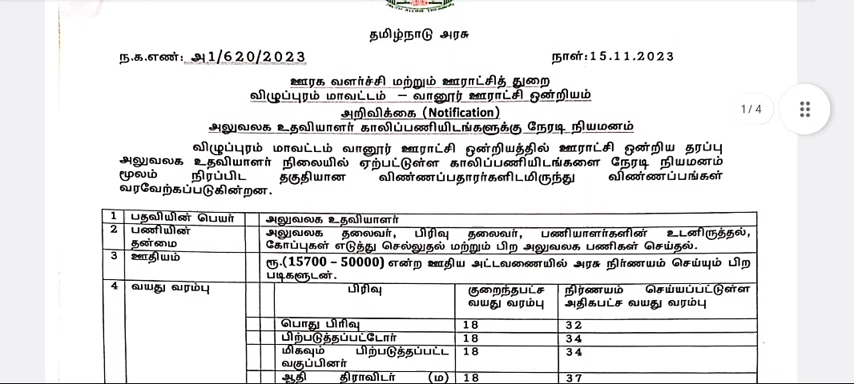 தமிழ்நாடு அரசு
ந.க.எண்: அ1/620/2023 நாள்:15.11.2023
ஊரக வளர்ச்சி மற்றும் ஊராட்சித் துறை
விழுப்புரம் மாவட்டம் – வானூர் ஊராட்சி ஒன்றியம்
அறிவிக்கை (Notification)
அலுவலக உதவியாளர் காலிப்பணியிடங்களுக்கு நேரடி நியமனம்
விழுப்புரம் மாவட்டம் வானூர் ஊராட்சி ஒன்றியத்தில் ஊராட்சி ஒன்றிய தரப்பு
அலுவலக உதவியாளர் நிலையில் ஏற்பட்டுள்ள காலிப்பணியிடங்களை நேரடி நியமனம்
மூலம் நிரப்பிட தகுதியான விண்ணப்பதாரர்களிடமிருந்து விண்ணப்பங்கள்
வரவேற்கப்படுகின்றன.
1 / 4
1 பதவியின் பெயர் அலுவலக உதவியாளர்
2 பணியின் அலுவலக தலைவர், பிரிவு தலைவர், பணியாளர்களின் உடனிருத்தல்,
தன்மை கோப்புகள் எடுத்து செல்லுதல் மற்றும் பிற அலுவலக பணிகள் செய்தல்.
3 ஊதியம் ரூ.(15700 – 50000) என்ற ஊதிய அட்டவணையில் அரசு நிர்ணயம் செய்யும் பிற
படிகளுடன்.
4 வயது வரம்பு பிரிவு குறைந்தபட்ச நிர்ணயம் செய்யப்பட்டுள்ள
வயது வரம்பு அதிகபட்ச வயது வரம்பு
பொது பிரிவு 18 32
பிற்படுத்தப்பட்டோர் 18 34
மிகவும் பிற்படுத்தப்பட்ட 18 34
வகுப்பினர்
ஆதி திராவிடர் (ம) 18 37